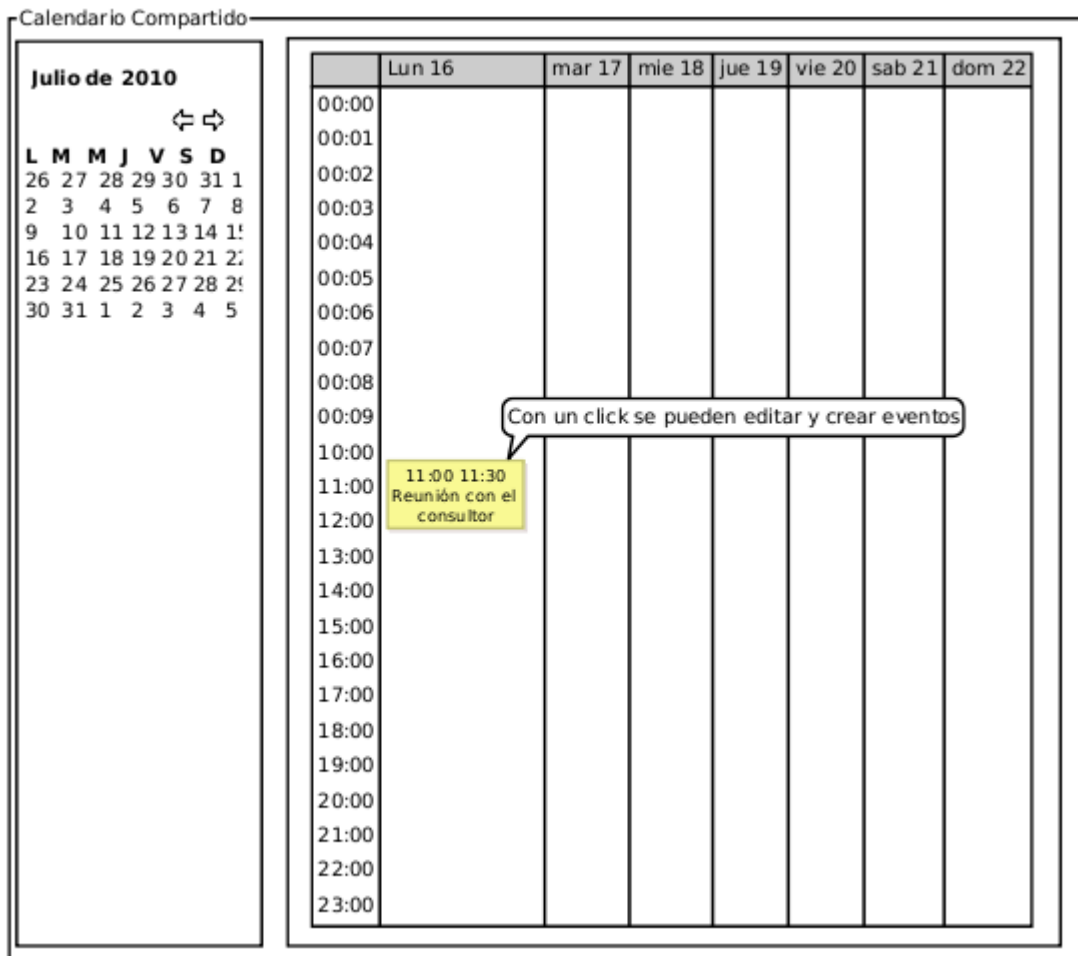 Calendario Compartido
Julio de 2010
L M M J V S D
26 27 28 29 30 31 1
2 3 4 5 6 7 8
9 10 11 12 13 14
16 17 18 19 20 21
23 24 25 26 27 28
30 31 1 2 3 4 5
Lun 16 mar 17 mie 18 jue 19 vie 20 sab 21 dom 22
00:00
00:01
00:02
00:03
00:04
00:05
00:06
00:07
00:08
00:09
Con un click se pueden editar y crear eventos
10:00
11:00
12:00
11:00 11:30
Reunión con el
consultor
13:00
14:00
15:00
16:00
17:00
18:00
19:00
20:00
21:00
22:00
23:00